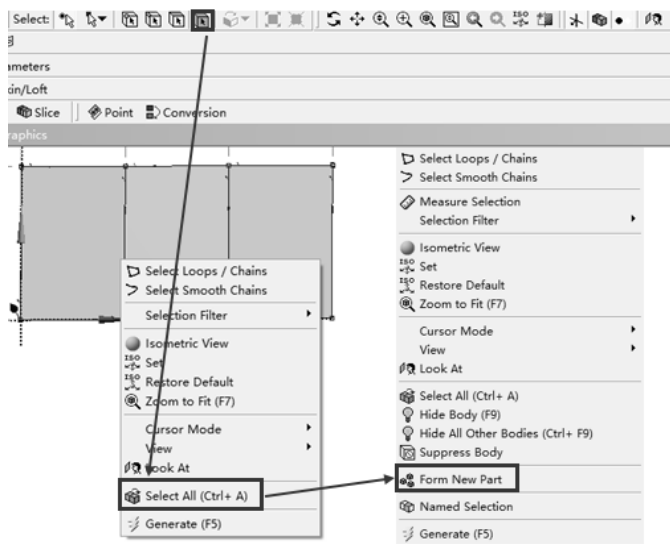 Select:
ameters
kin/Loft
Slice Point Conversion
raphics
Select Loops / Chains
Select Smooth Chains
Selection Filter
Isometric View
ISO Set
ISO Restore Default
Zoom to Fit (F7)
Cursor Mode
View
Look At
Select All (Ctrl+ A)
Generate (F5)
Select Loops / Chains
Select Smooth Chains
Measure Selection
Selection Filter
Isometric View
ISO Set
ISO Restore Default
Zoom to Fit (F7)
Cursor Mode
View
Look At
Select All (Ctrl+ A)
Hide Body (F9)
Hide All Other Bodies (Ctrl+ F9)
Suppress Body
Form New Part
Named Selection
Generate (F5)